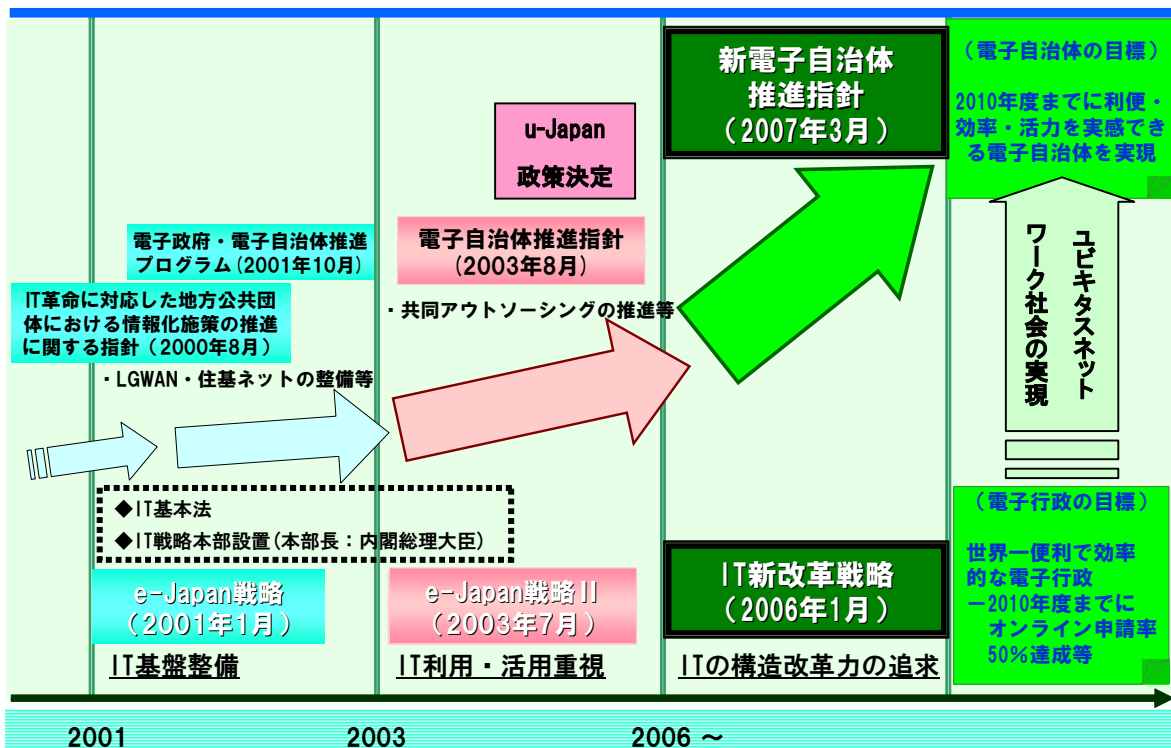 新電子自治体
推進指針
(2007年3月)
(電子自治体の目標)
2010年度までに利便・
効率・活力を実感でき
る電子自治体を実現
u-Japan
政策決定
電子政府・電子自治体推進
プログラム(2001年10月)
電子自治体推進指針
(2003年8月)
IT革命に対応した地方公共団
体における情報化施策の推進
に関する指針(2000年8月)
・共同アウトソーシングの推進等
・LGWAN・住基ネットの整備等
ユビキタスネット
ワーク社会の実現
◆IT基本法
◆IT戦略本部設置(本部長：内閣総理大臣)
e-Japan戦略
(2001年1月)
e-Japan戦略Ⅱ
(2003年7月)
IT新改革戦略
(2006年1月)
(電子行政の目標)
世界一便利で効率
的な電子行政
－2010年度までに
オンライン申請率
50%達成等
IT基盤整備
IT利用・活用重視
ITの構造改革力の追求
2001
2003
2006 ～